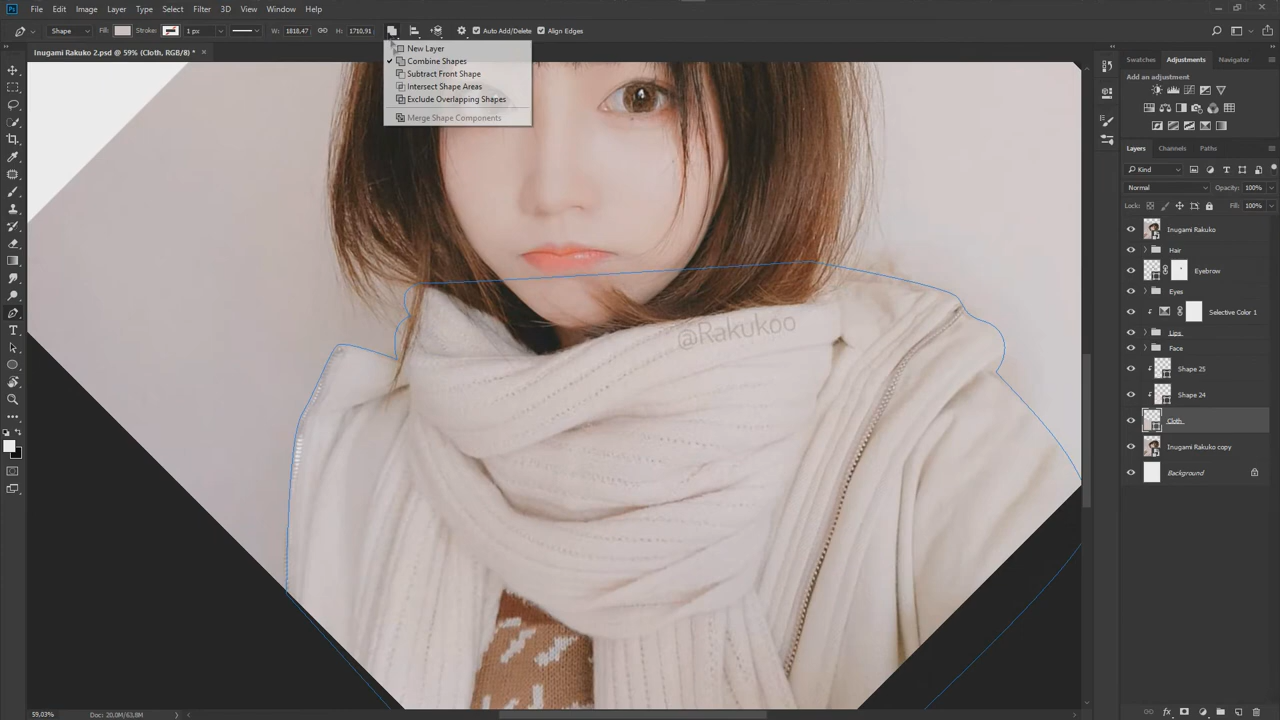 File Edit Image Layer Type Select Filter 3D View Window Help
Shape Fill: Stroke: 1 px W: 1818,47 H: 1710,91 Auto Add/Delete Align Edges
Inugami Rakuko 2.psd @ 59% (Cloth, RGB/8) * ×
New Layer
Combine Shapes
Subtract Front Shape
Intersect Shape Areas
Exclude Overlapping Shapes
Merge Shape Components
@Rakukoo
Swatches Adjustments Navigator
Add an adjustment
Layers Channels Paths
Kind
Normal Opacity: 100%
Lock: Fill: 100%
Inugami Rakuko
Hair
Eyebrow
Eyes
Selective Color 1
Lips
Face
Shape 25
Shape 24
Cloth
Inugami Rakuko copy
Background
59,03% Doc: 20,0M/63,8M